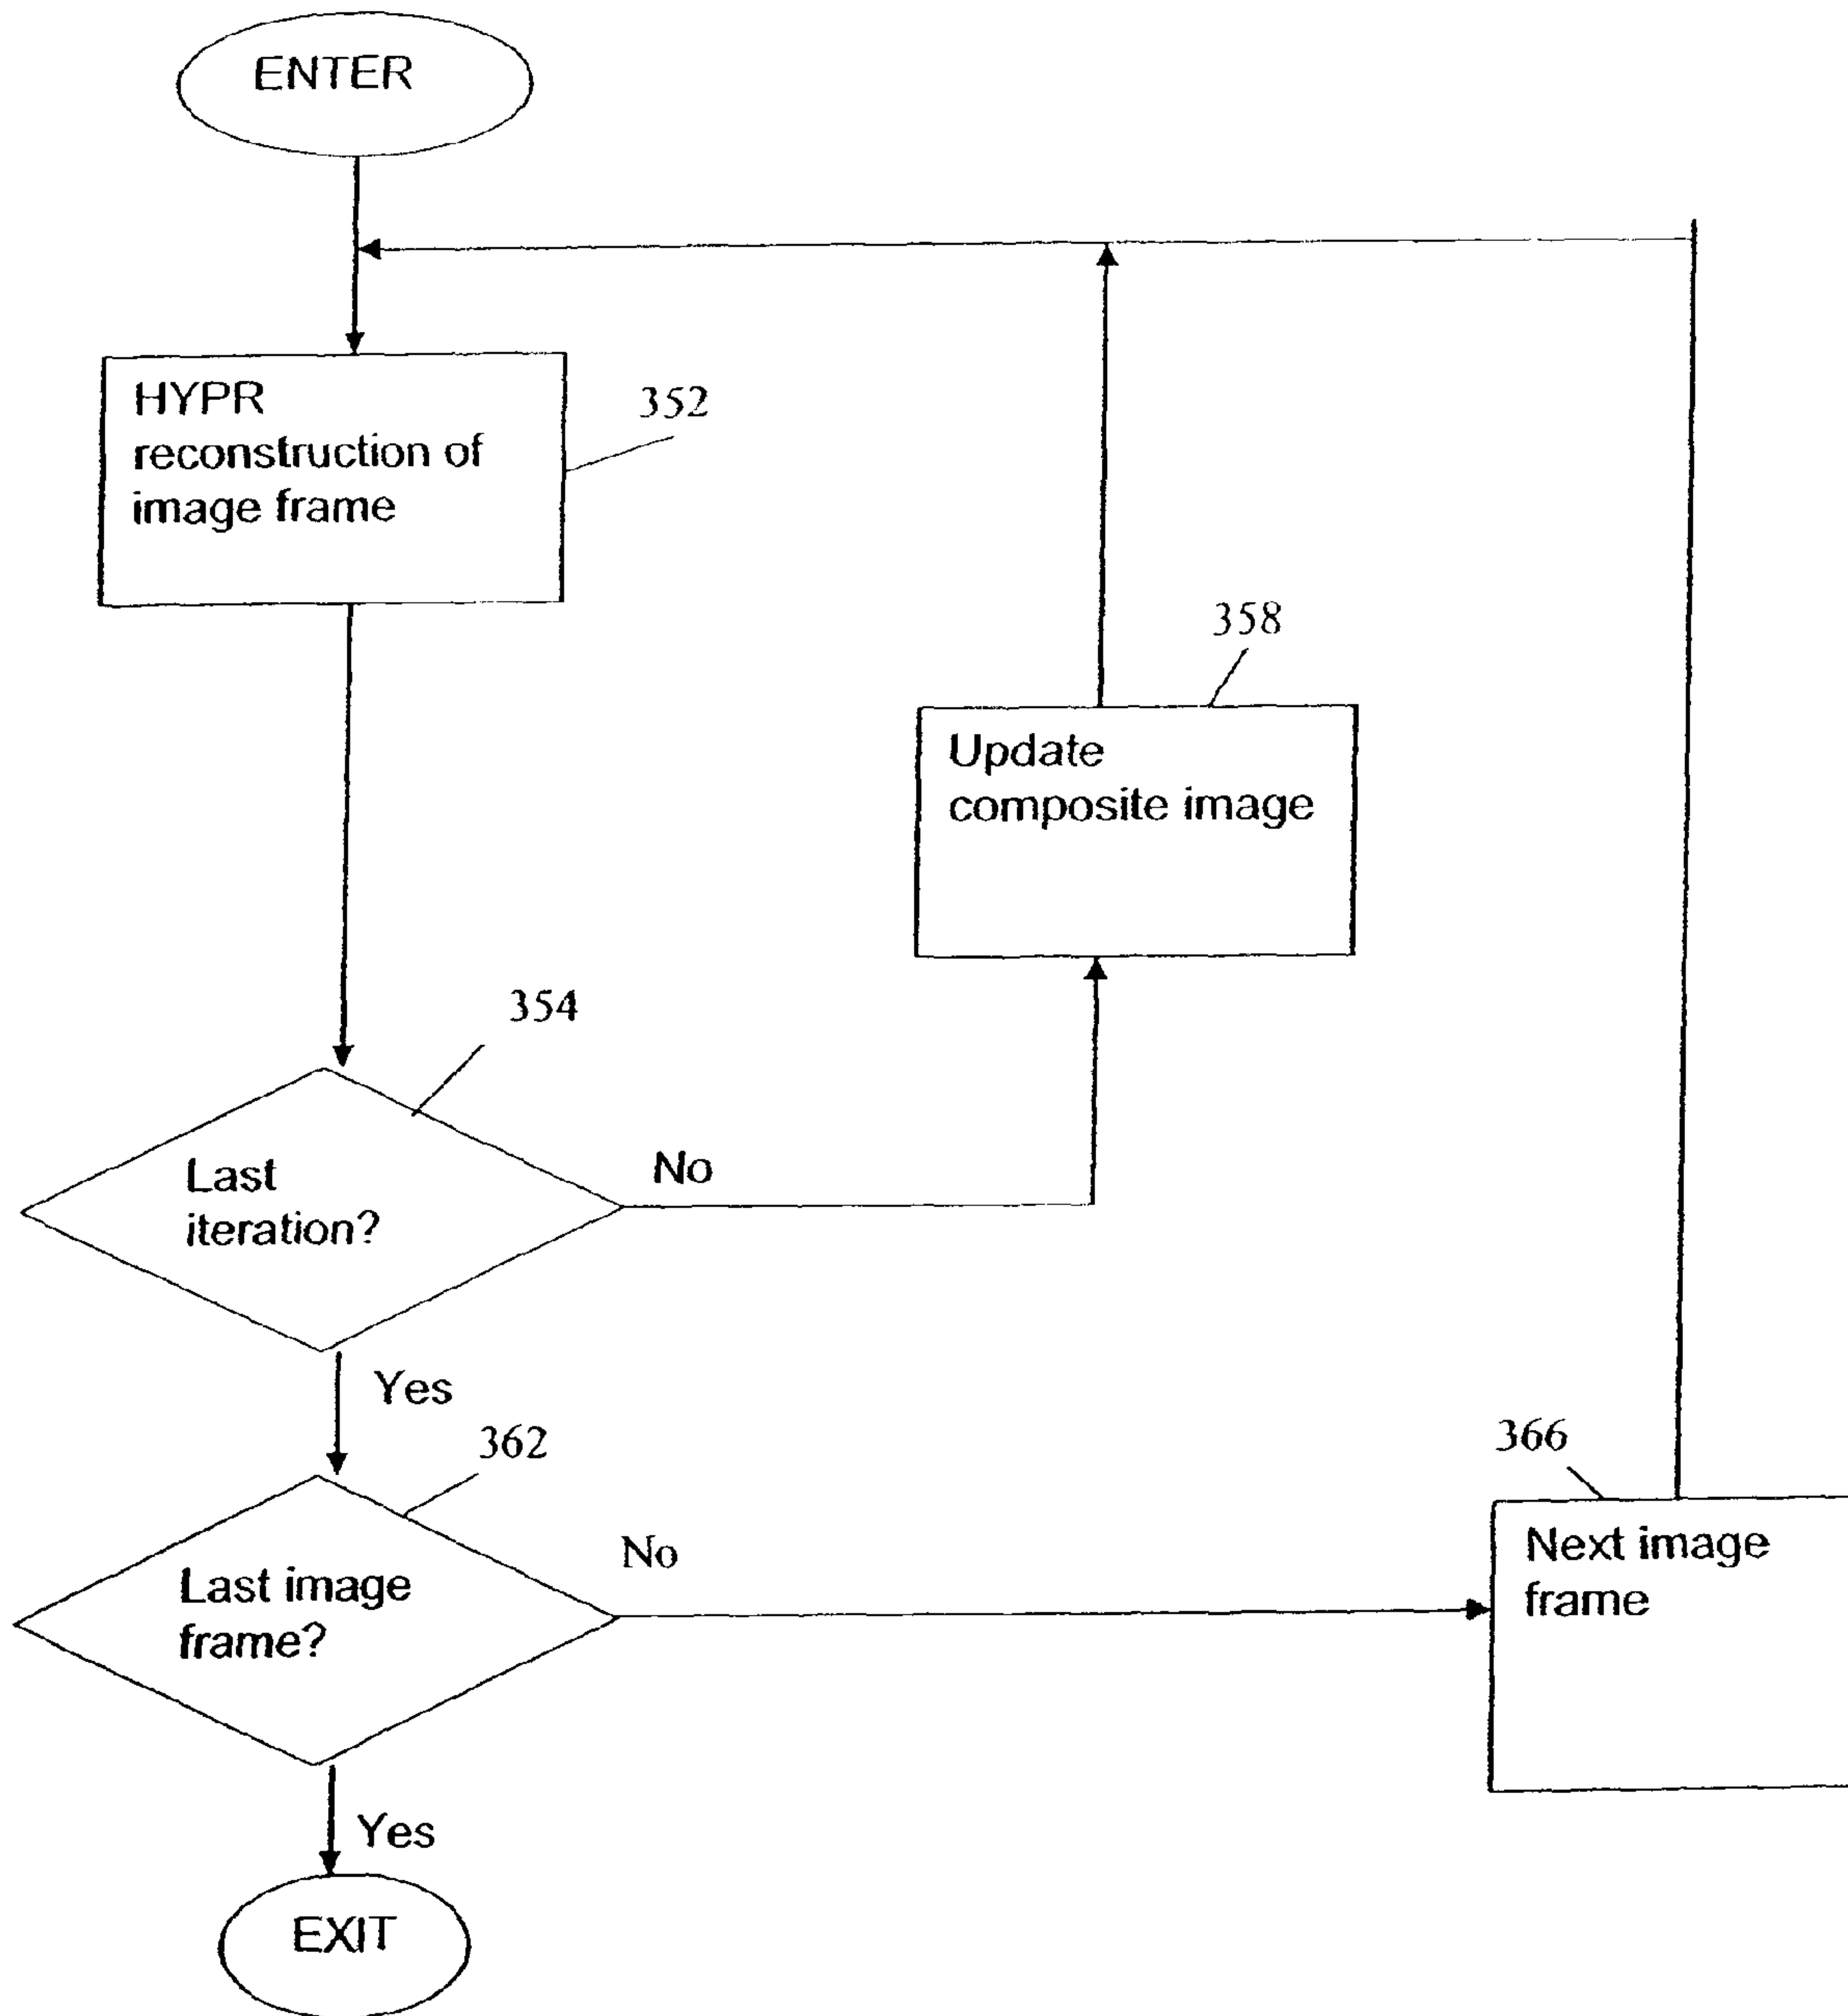 ENTER
HYPR
reconstruction of
image frame
352
358
Update
composite image
354
Last
iteration?
No
Yes
362
366
Last image
frame?
No
Next image
frame
Yes
EXIT